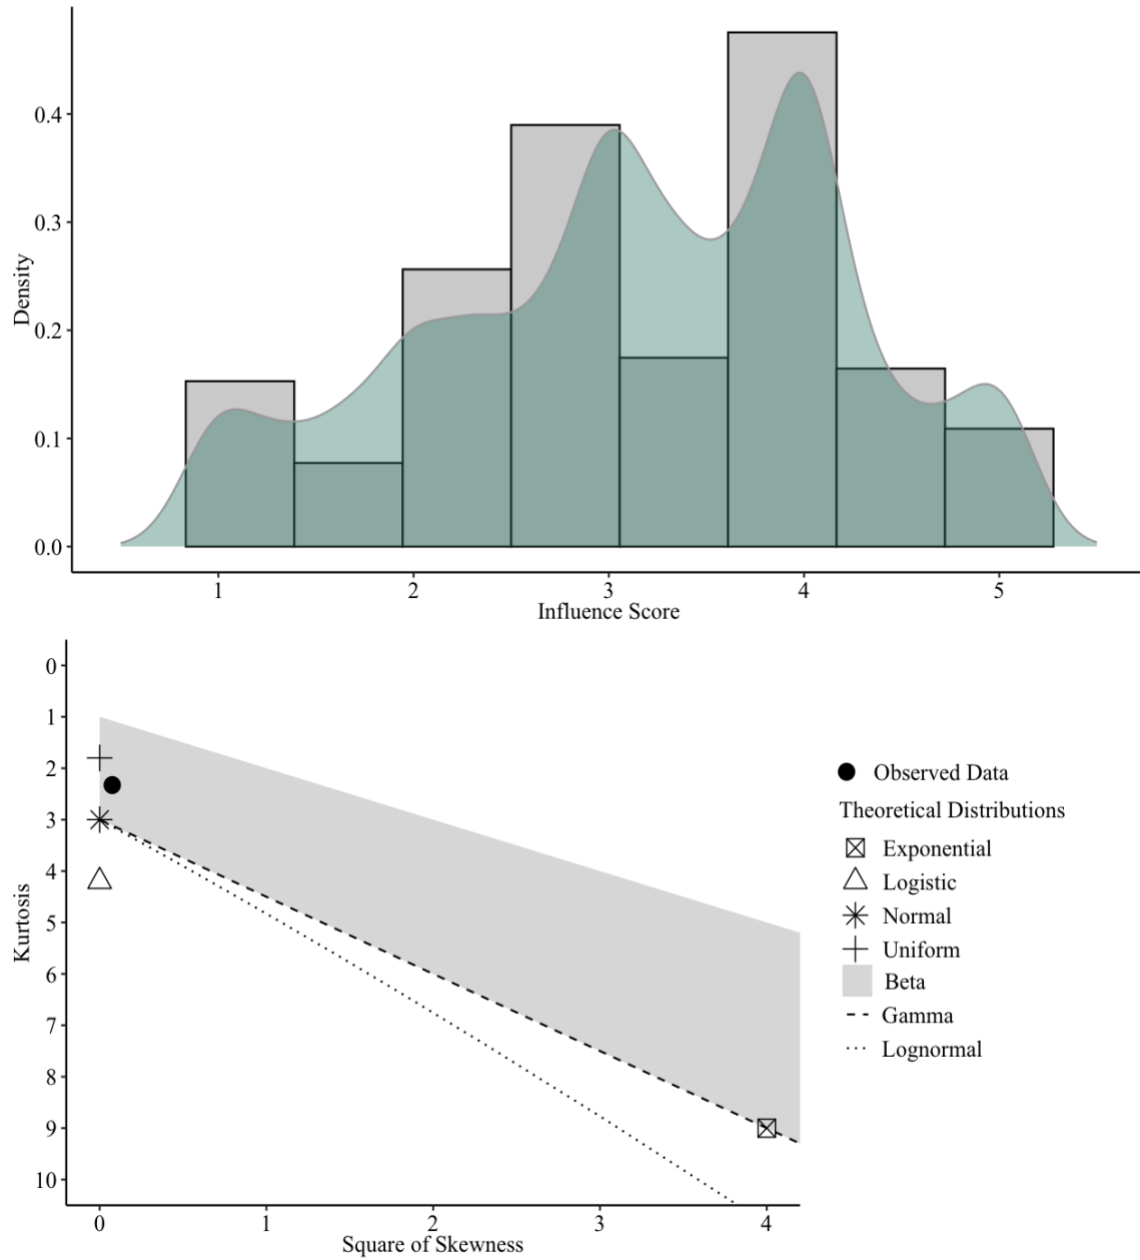 0.4
0.3
0.2
0.1
0.0
Density
1 2 3 4 5
Influence Score
0
1
2
3
4
5
6
7
8
9
10
Kurtosis
0 1 2 3 4
Square of Skewness
Observed Data
Theoretical Distributions
Exponential
Logistic
Normal
Uniform
Beta
Gamma
Lognormal